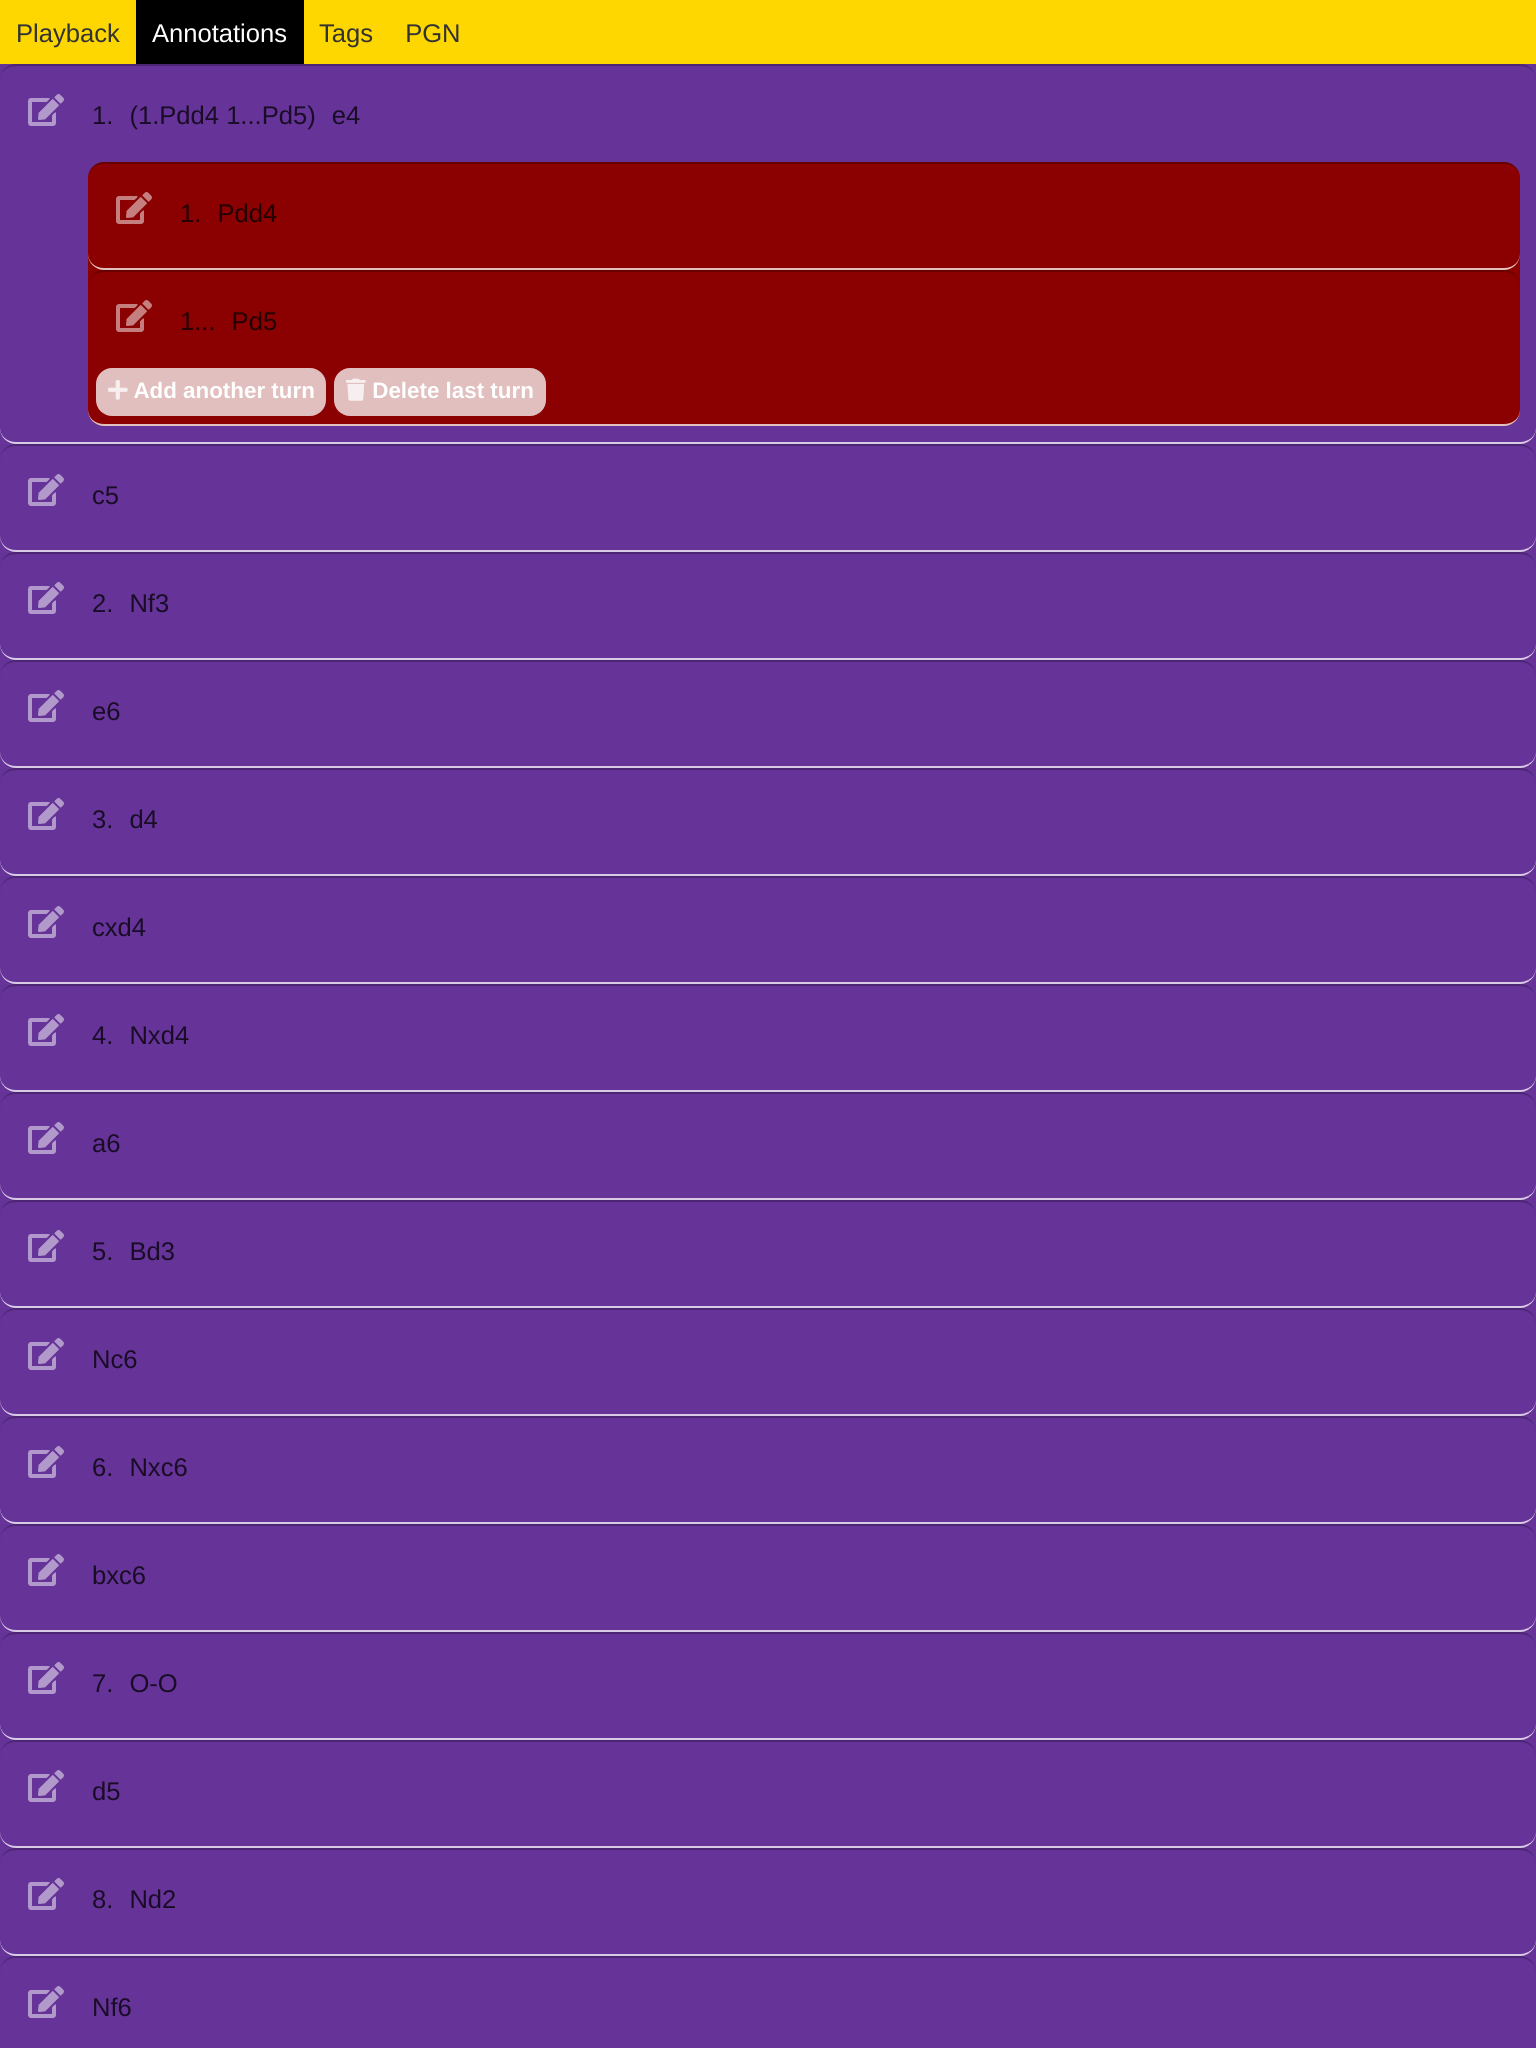 Playback Annotations Tags PGN
1. (1.Pdd4 1...Pd5) e4
1. Pdd4
1... Pd5
Add another turn Delete last turn
c5
2. Nf3
e6
3. d4
cxd4
4. Nxd4
a6
5. Bd3
Nc6
6. Nxc6
bxc6
7. O-O
d5
8. Nd2
Nf6